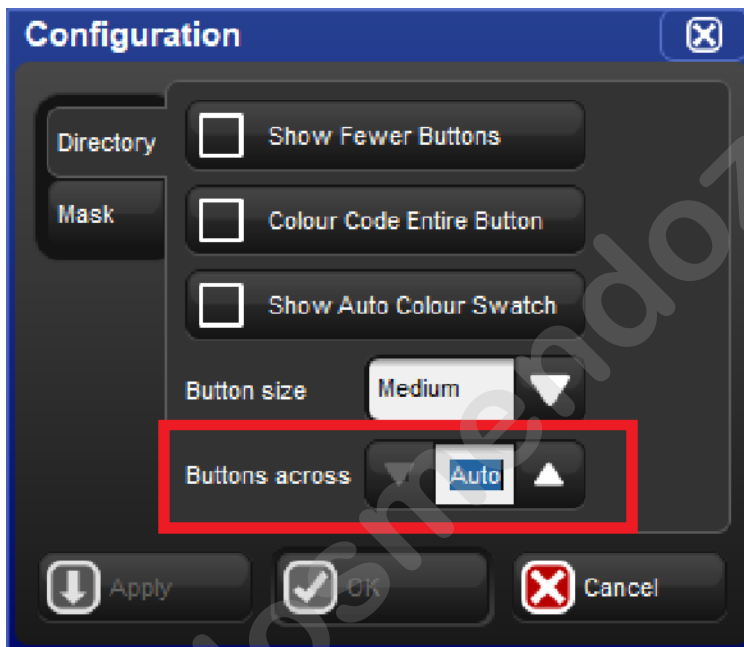 Configuration
Directory
Show Fewer Buttons
Mask
Colour Code Entire Button
Show Auto Colour Swatch
Button size
Medium
Buttons across
Auto
Apply
OK
Cancel
osmendoz